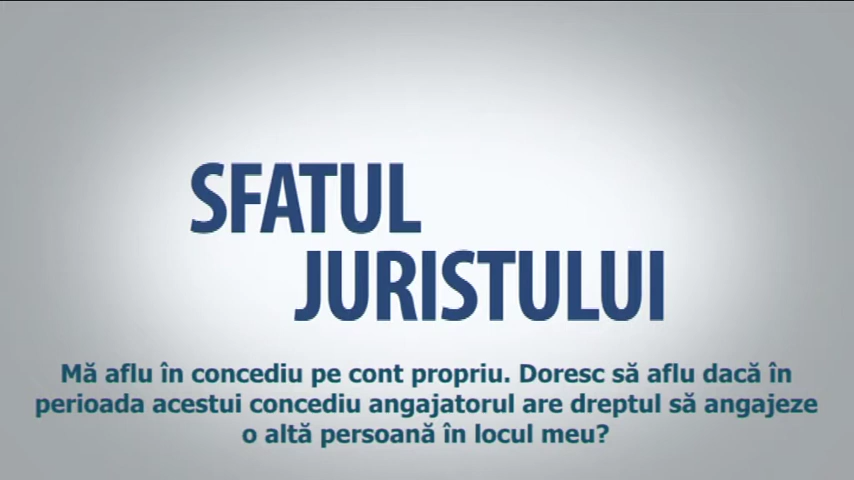 SFATUL
JURISTULUI
Mă aflu în concediu pe cont propriu. Doresc să aflu dacă în
perioada acestui concediu angajatorul are dreptul să angajeze
o altă persoană în locul meu?